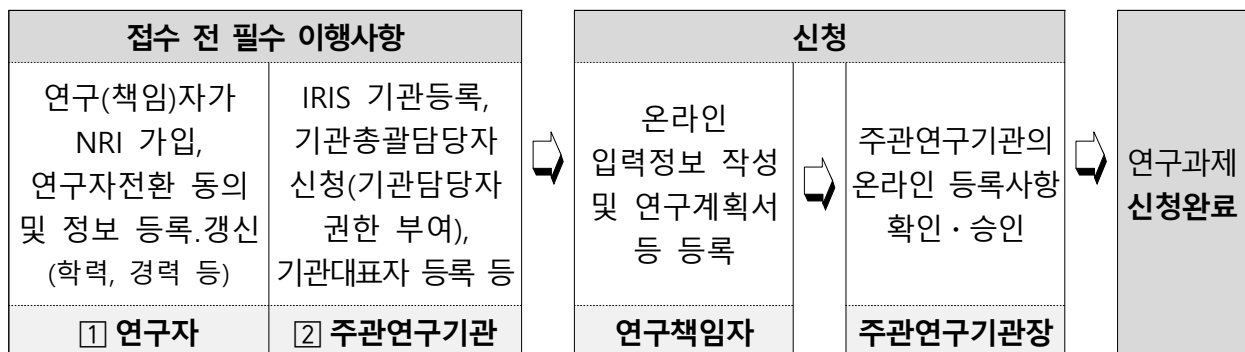 접수 전 필수 이행사항
연구(책임)자가
NRI 가입,
연구자전환 동의
및 정보 등록.갱신
(학력, 경력 등)
1 연구자
IRIS 기관등록,
기관총괄담당자
신청(기관담당자
권한 부여),
기관대표자 등록 등
2 주관연구기관
신청
온라인
입력정보 작성
및 연구계획서
등 등록
연구책임자
주관연구기관의
온라인 등록사항
확인・승인
주관연구기관장
연구과제
신청완료